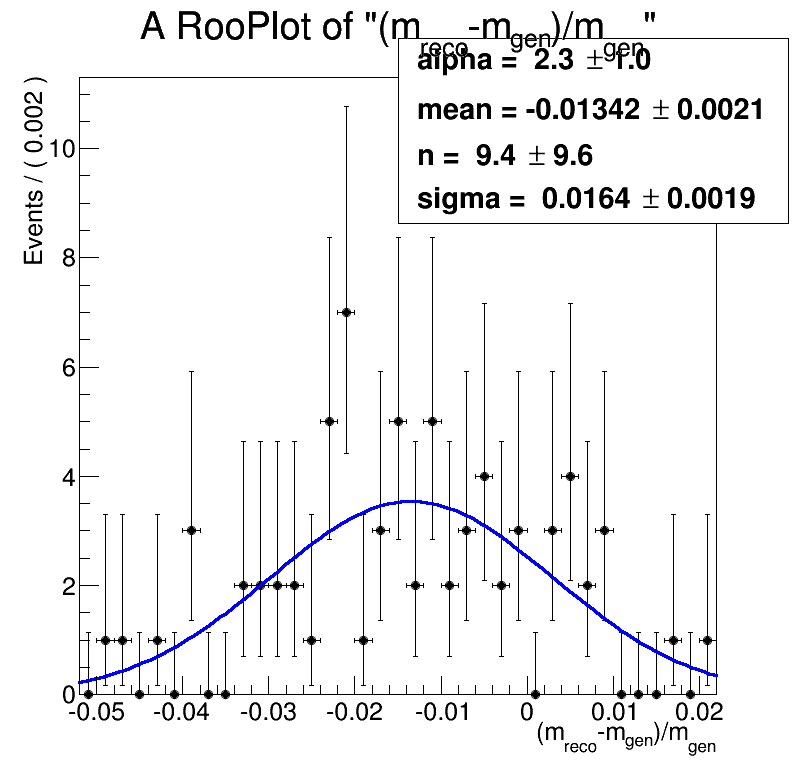 A RooPlot of "(m_reco-m_gen)/m_gen"
alpha = 2.3 ± 1.0
mean = -0.01342 ± 0.0021
n = 9.4 ± 9.6
sigma = 0.0164 ± 0.0019
Events / ( 0.002 )
10
8
6
4
2
0
-0.05 -0.04 -0.03 -0.02 -0.01 0 0.01 0.02
(m_reco-m_gen)/m_gen